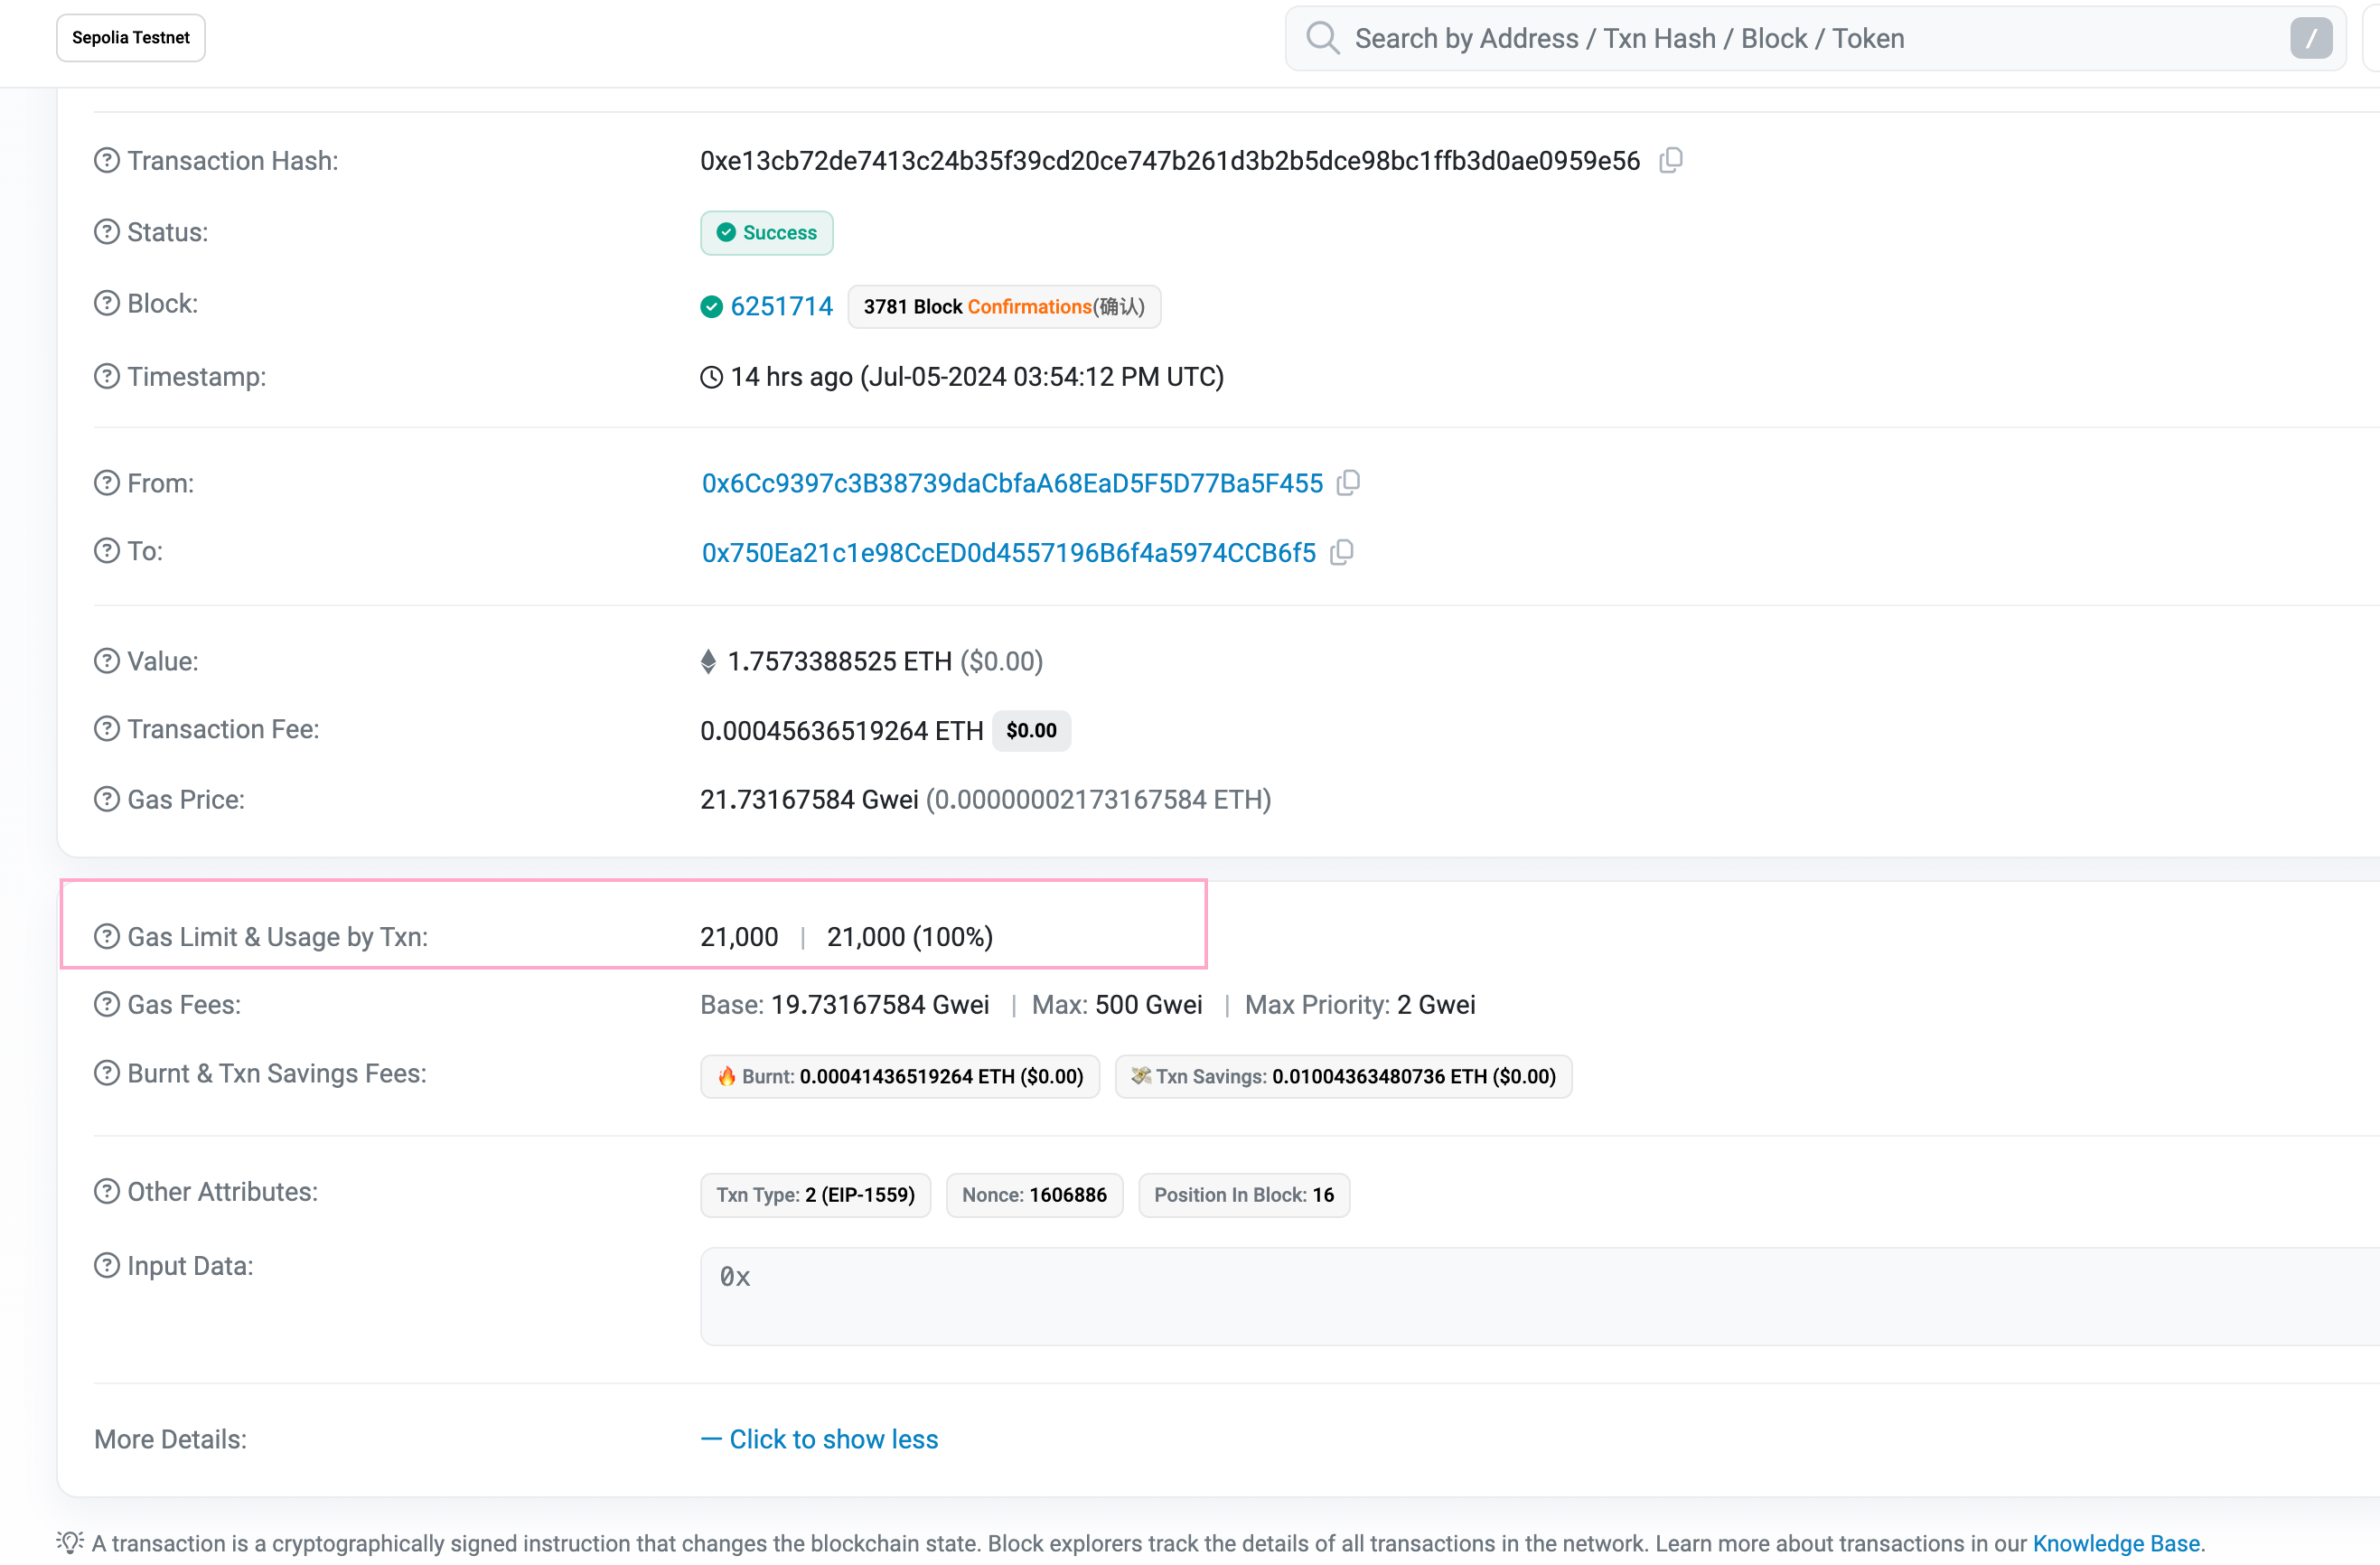 Sepolia Testnet
Search by Address / Txn Hash / Block / Token /
Transaction Hash: 0xe13cb72de7413c24b35f39cd20ce747b261d3b2b5dce98bc1ffb3d0ae0959e56
Status: Success
Block: 6251714 3781 Block Confirmations(确认)
Timestamp: 14 hrs ago (Jul-05-2024 03:54:12 PM UTC)
From: 0x6Cc9397c3B38739daCbfaA68EaD5F5D77Ba5F455
To: 0x750Ea21c1e98CcED0d4557196B6f4a5974CCB6f5
Value: 1.7573388525 ETH ($0.00)
Transaction Fee: 0.00045636519264 ETH $0.00
Gas Price: 21.73167584 Gwei (0.00000002173167584 ETH)
Gas Limit & Usage by Txn: 21,000 | 21,000 (100%)
Gas Fees: Base: 19.73167584 Gwei | Max: 500 Gwei | Max Priority: 2 Gwei
Burnt & Txn Savings Fees: 🔥 Burnt: 0.00041436519264 ETH ($0.00) 💸 Txn Savings: 0.01004363480736 ETH ($0.00)
Other Attributes: Txn Type: 2 (EIP-1559) Nonce: 1606886 Position In Block: 16
Input Data: 0x
More Details: — Click to show less
A transaction is a cryptographically signed instruction that changes the blockchain state. Block explorers track the details of all transactions in the network. Learn more about transactions in our Knowledge Base.